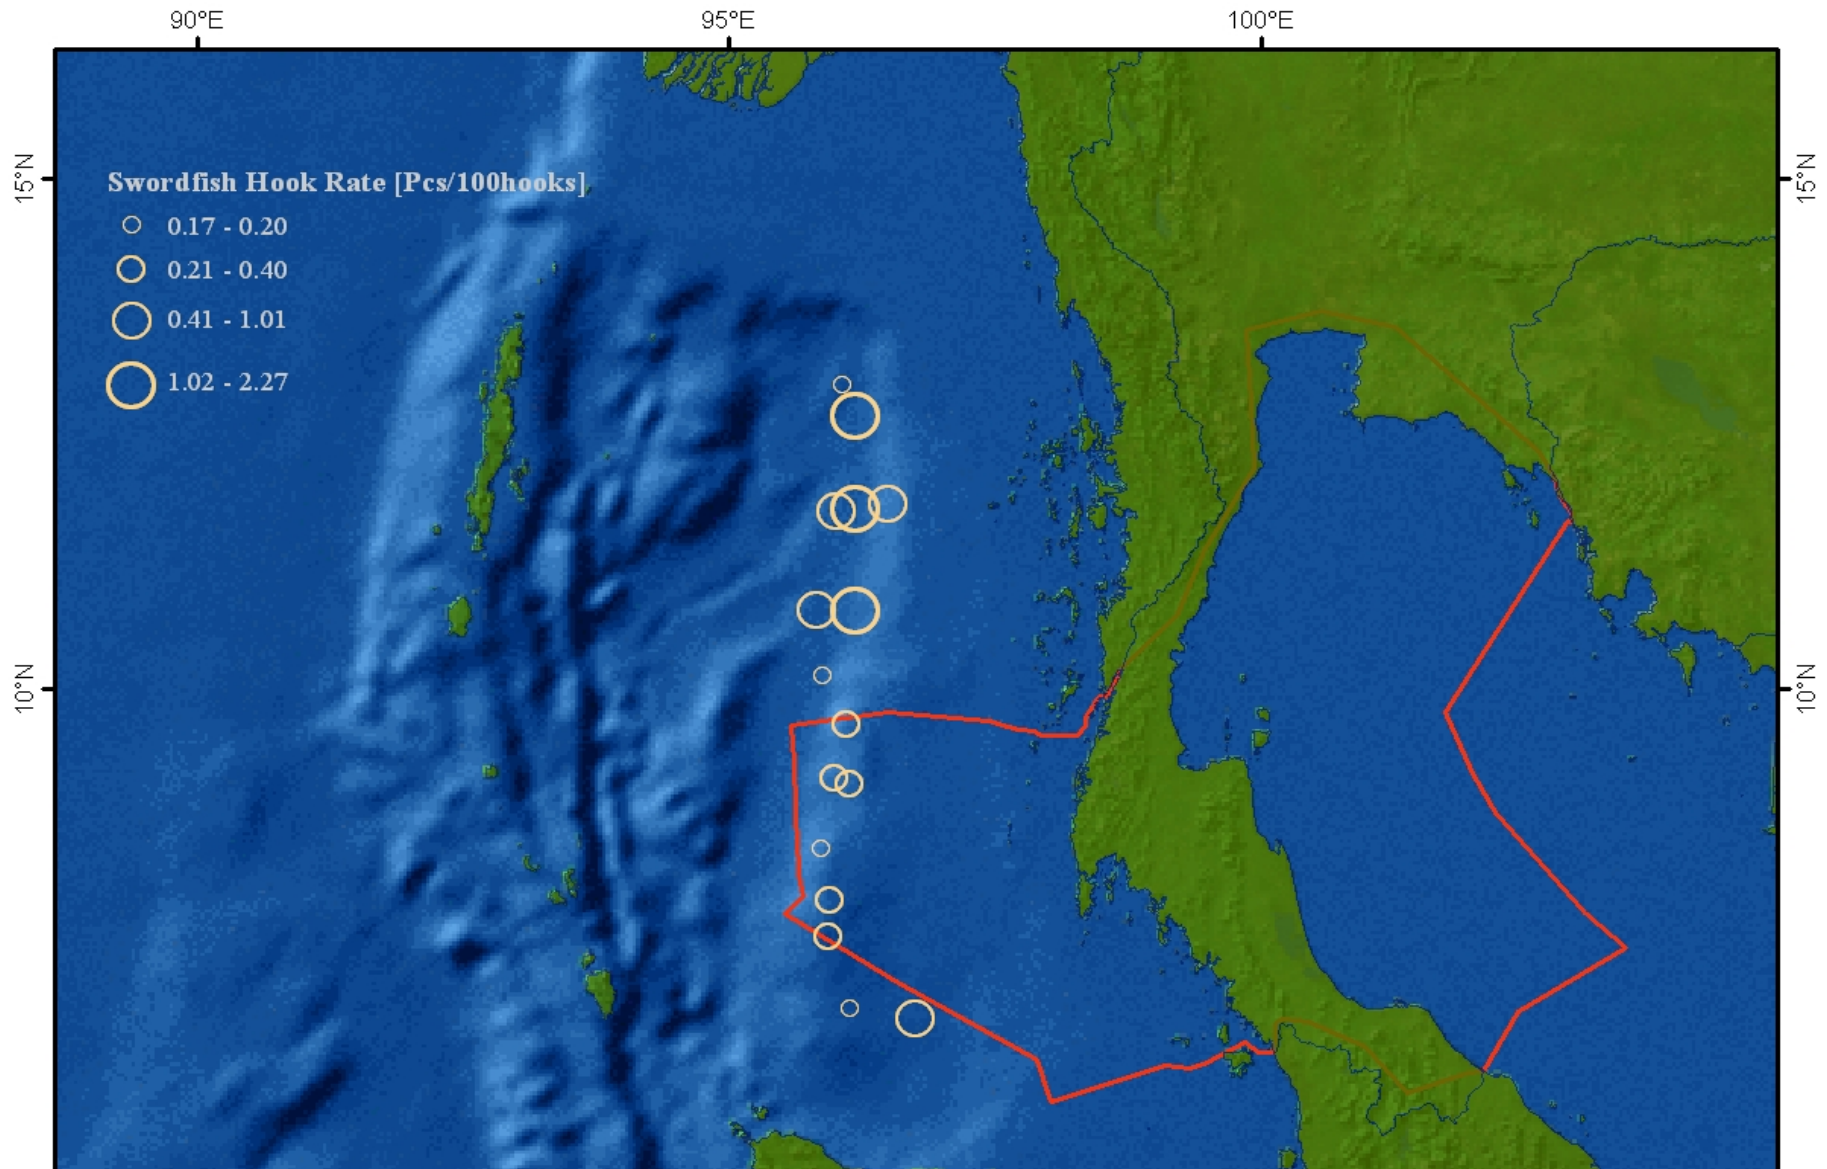 90°E 95°E 100°E
15°N 15°N
Swordfish Hook Rate [Pcs/100hooks]
0.17 - 0.20
0.21 - 0.40
0.41 - 1.01
1.02 - 2.27
10°N 10°N